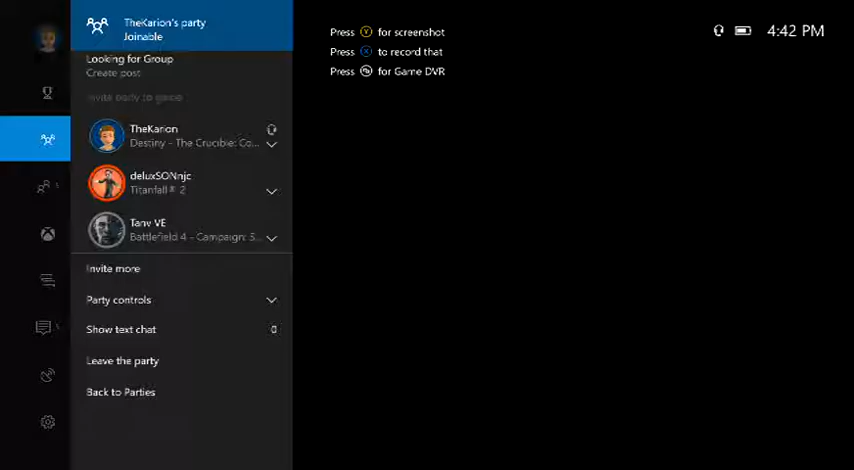 TheKarion's party
Joinable
Looking for Group
Create post
Invite party to game
TheKarion
Destiny - The Crucible: Co...
deluxSONnjc
Titanfall® 2
Tanv VE
Battlefield 4 - Campaign: S...
Invite more
Party controls
Show text chat 0
Leave the party
Back to Parties
Press Y for screenshot
Press X to record that
Press for Game DVR
4:42 PM